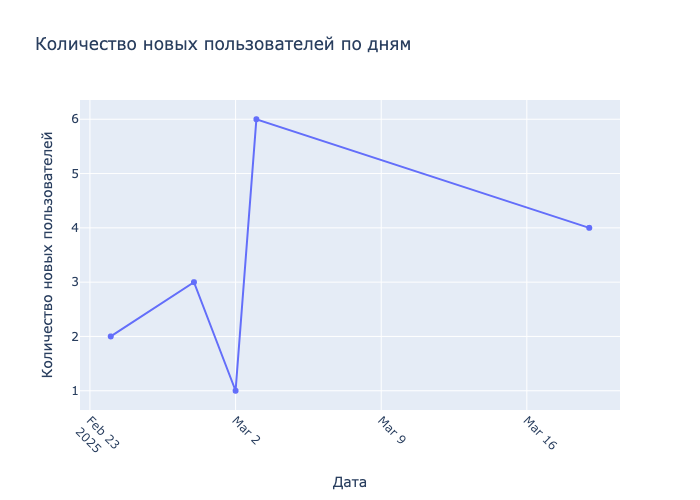 Количество новых пользователей по дням
Количество новых пользователей
6
5
4
3
2
1
Feb 23
2025
Mar 2
Mar 9
Mar 16
Дата